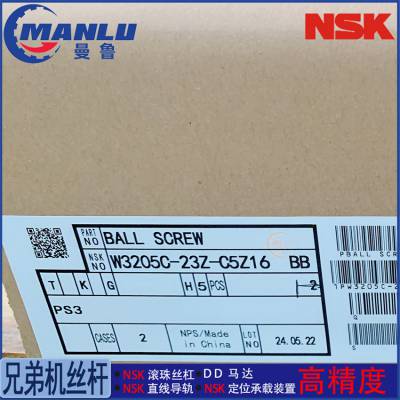 MANLU
曼鲁
NSK
PART NO BALL SCREW
NSK NO W3205C-23Z-C5Z16 BB
T K G H 5 PCS 2
PS3
CASES 2 NPS/Made in China LOT NO 24.05.22
PBALL SCR
1PW3205C-2
Q
S
兄弟机丝杆
•NSK 滚珠丝杠 •DD 马达
•NSK 直线导轨 •NSK 定位承载装置
高精度